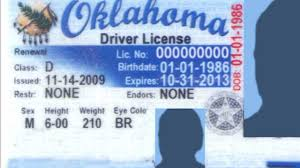 Oklahoma
Driver License
Renewal
Lic. No: 000000000
Class: D
Birthdate: 01-01-1986
Issued: 11-14-2009
Expires: 10-31-2013
Restr: NONE
Endors: NONE
Sex Height Weight Eye Colo
M 6-00 210 BR
DOB: 01-01-1986